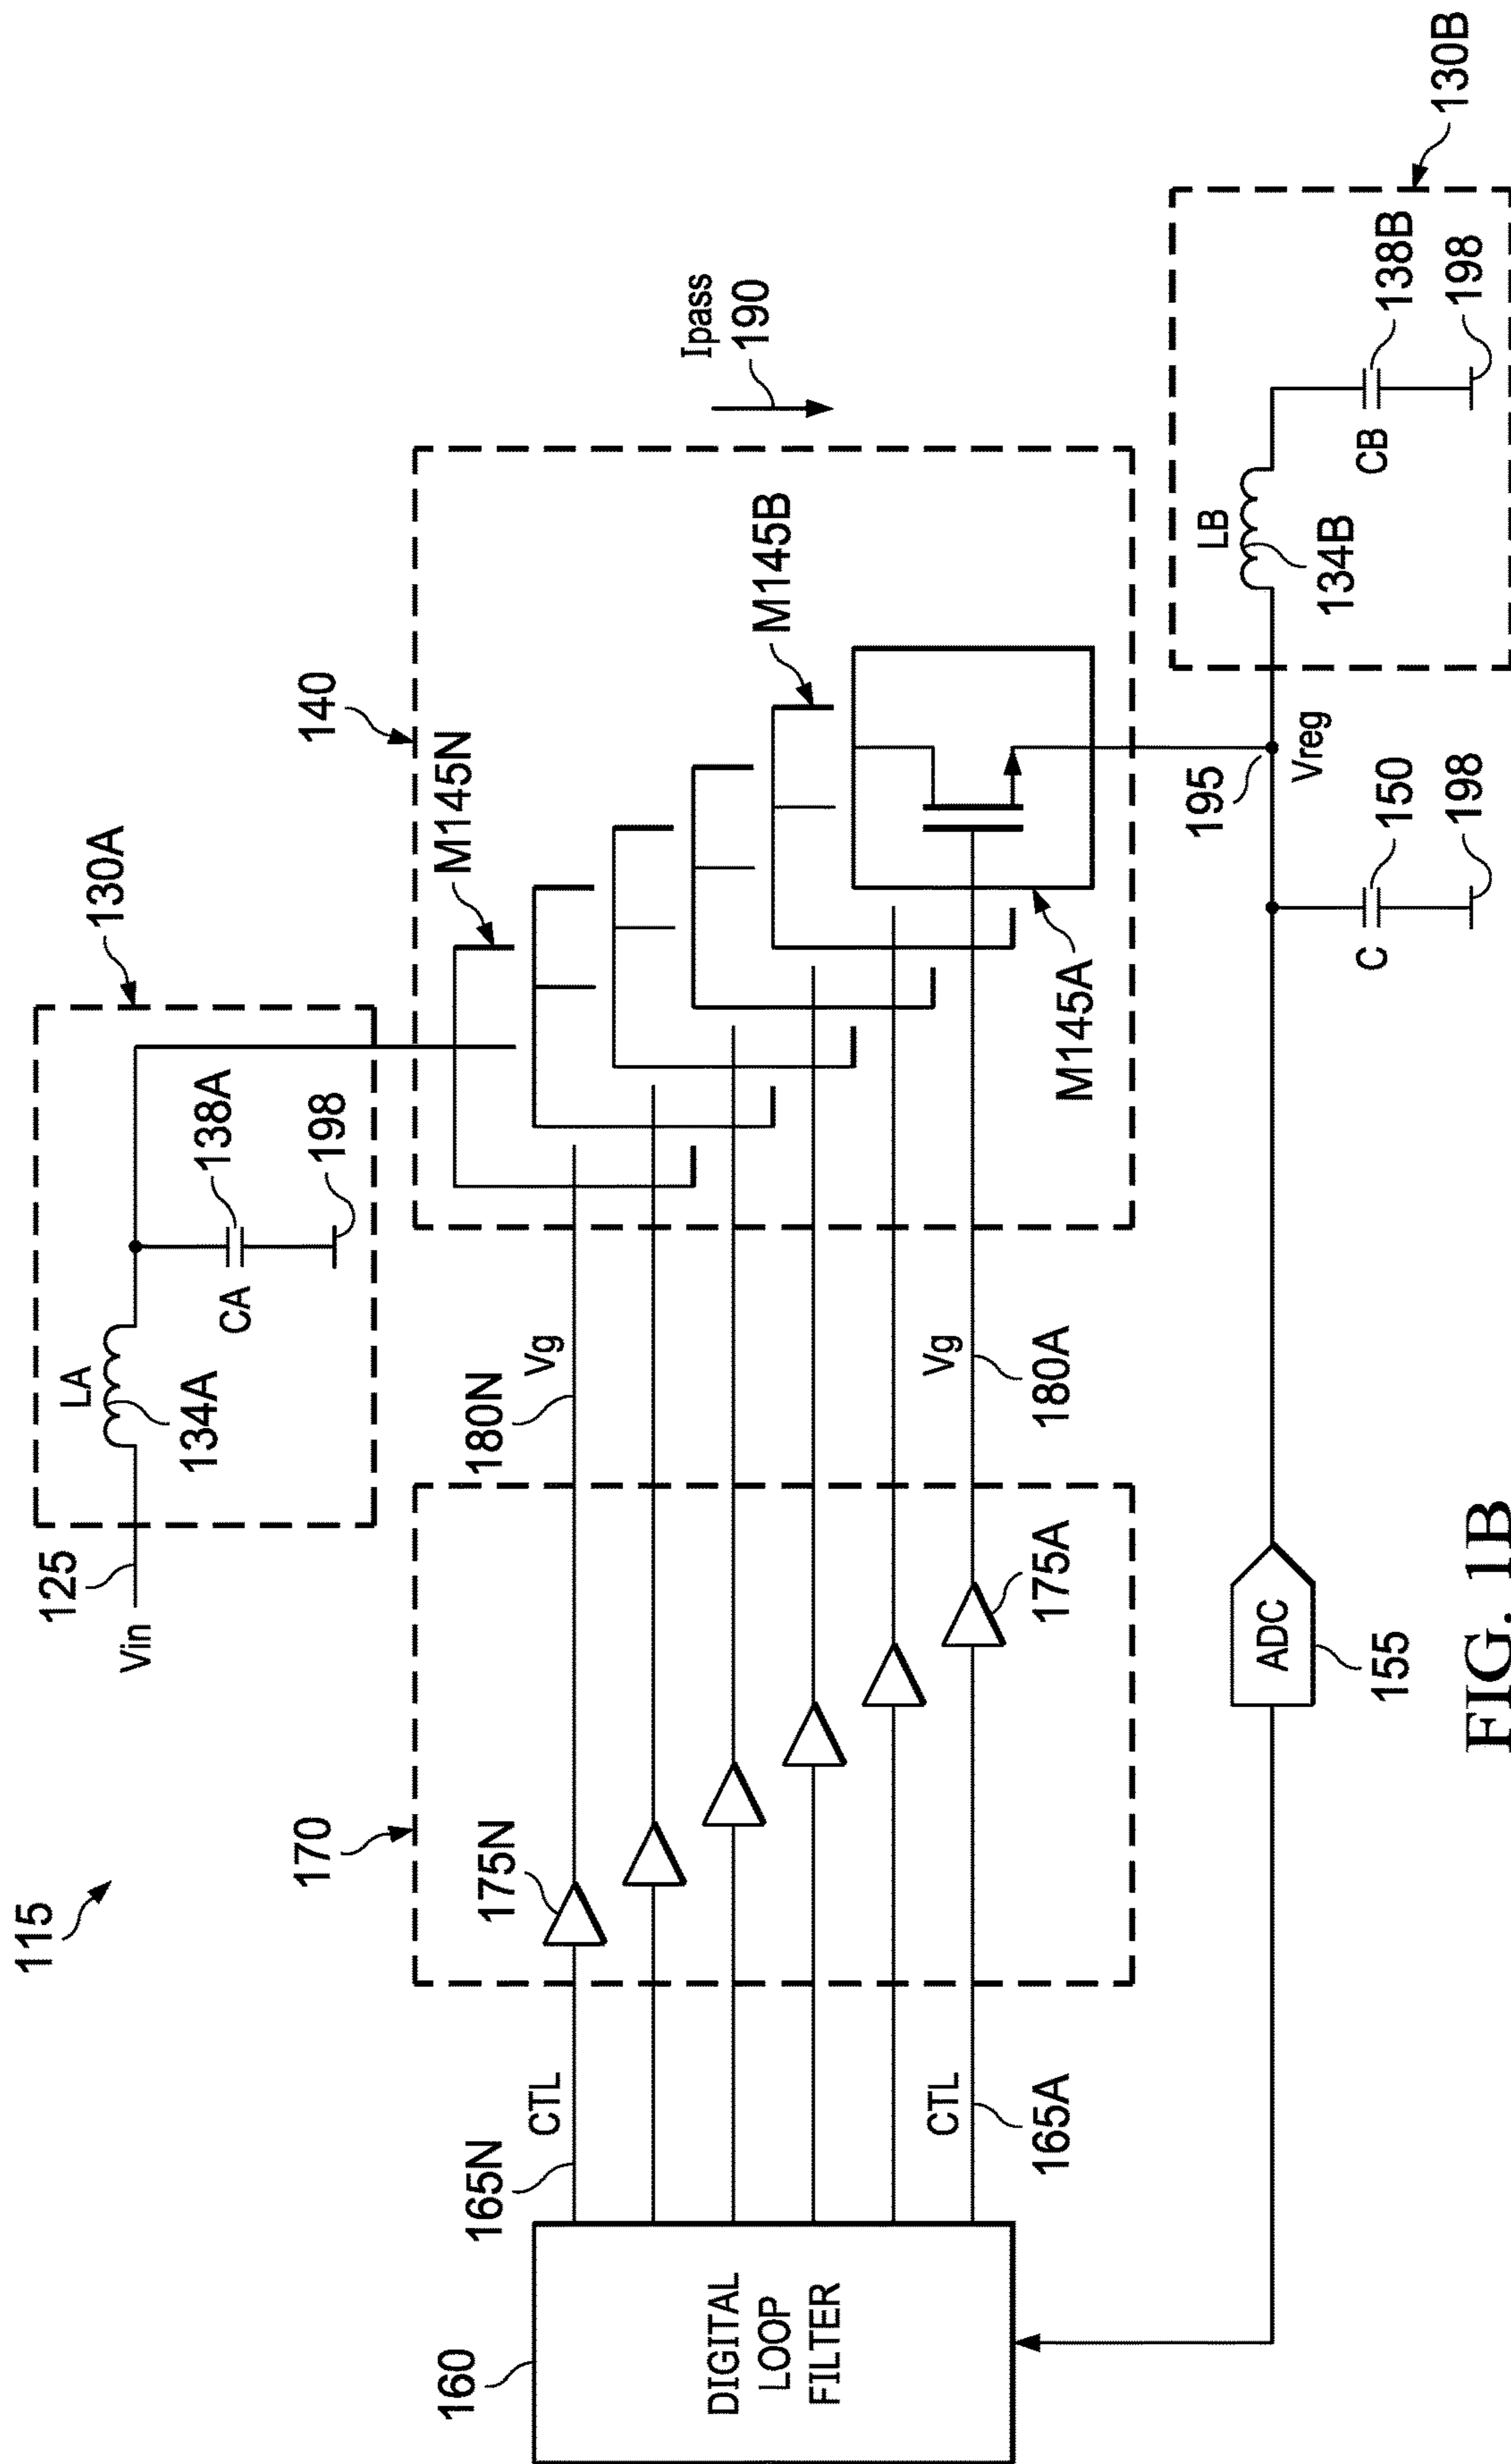 115
Vin
125
LA
134A
CA
138A
198
130A
170
175N
180N
Vg
140
M145N
M145B
Ipass
190
160
DIGITAL
LOOP
FILTER
165N
CTL
CTL
165A
175A
Vg
180A
M145A
ADC
155
C
150
198
195
Vreg
LB
134B
CB
138B
198
130B
FIG. 1B